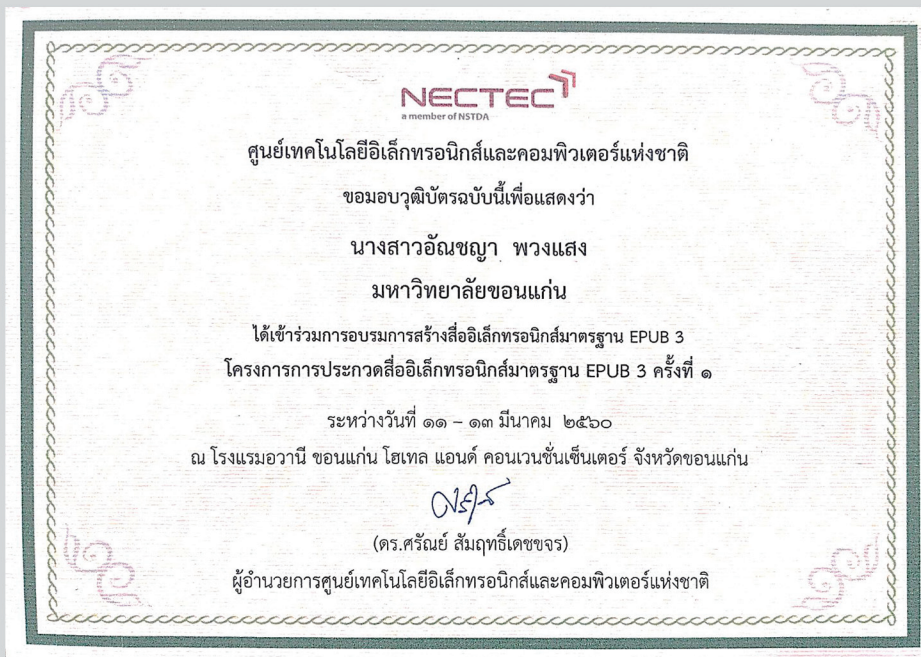 NECTEC
a member of NSTDA
ศูนย์เทคโนโลยีอิเล็กทรอนิกส์และคอมพิวเตอร์แห่งชาติ
ขอมอบวุฒิบัตรฉบับนี้เพื่อแสดงว่า
นางสาวอัณชญา พวงแสง
มหาวิทยาลัยขอนแก่น
ได้เข้าร่วมการอบรมการสร้างสื่ออิเล็กทรอนิกส์มาตรฐาน EPUB 3
โครงการการประกวดสื่ออิเล็กทรอนิกส์มาตรฐาน EPUB 3 ครั้งที่ ๑
ระหว่างวันที่ ๑๑ – ๑๓ มีนาคม ๒๕๖๐
ณ โรงแรมอวานี ขอนแก่น โฮเทล แอนด์ คอนเวนชั่นเซ็นเตอร์ จังหวัดขอนแก่น
(ดร.ศรัณย์ สัมฤทธิ์เดชขจร)
ผู้อำนวยการศูนย์เทคโนโลยีอิเล็กทรอนิกส์และคอมพิวเตอร์แห่งชาติ